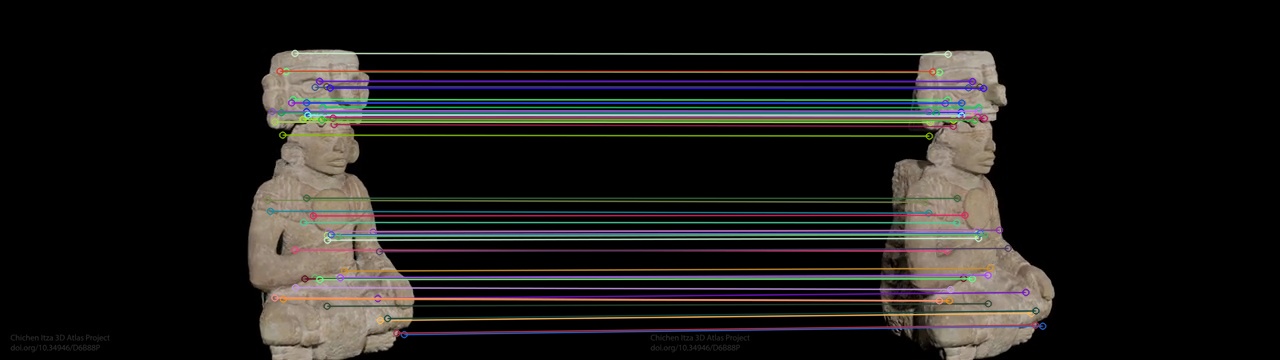 Chichen Itza 3D Atlas Project
doi.org/10.34946/D6B88P
Chichen Itza 3D Atlas Project
doi.org/10.34946/D6B88P